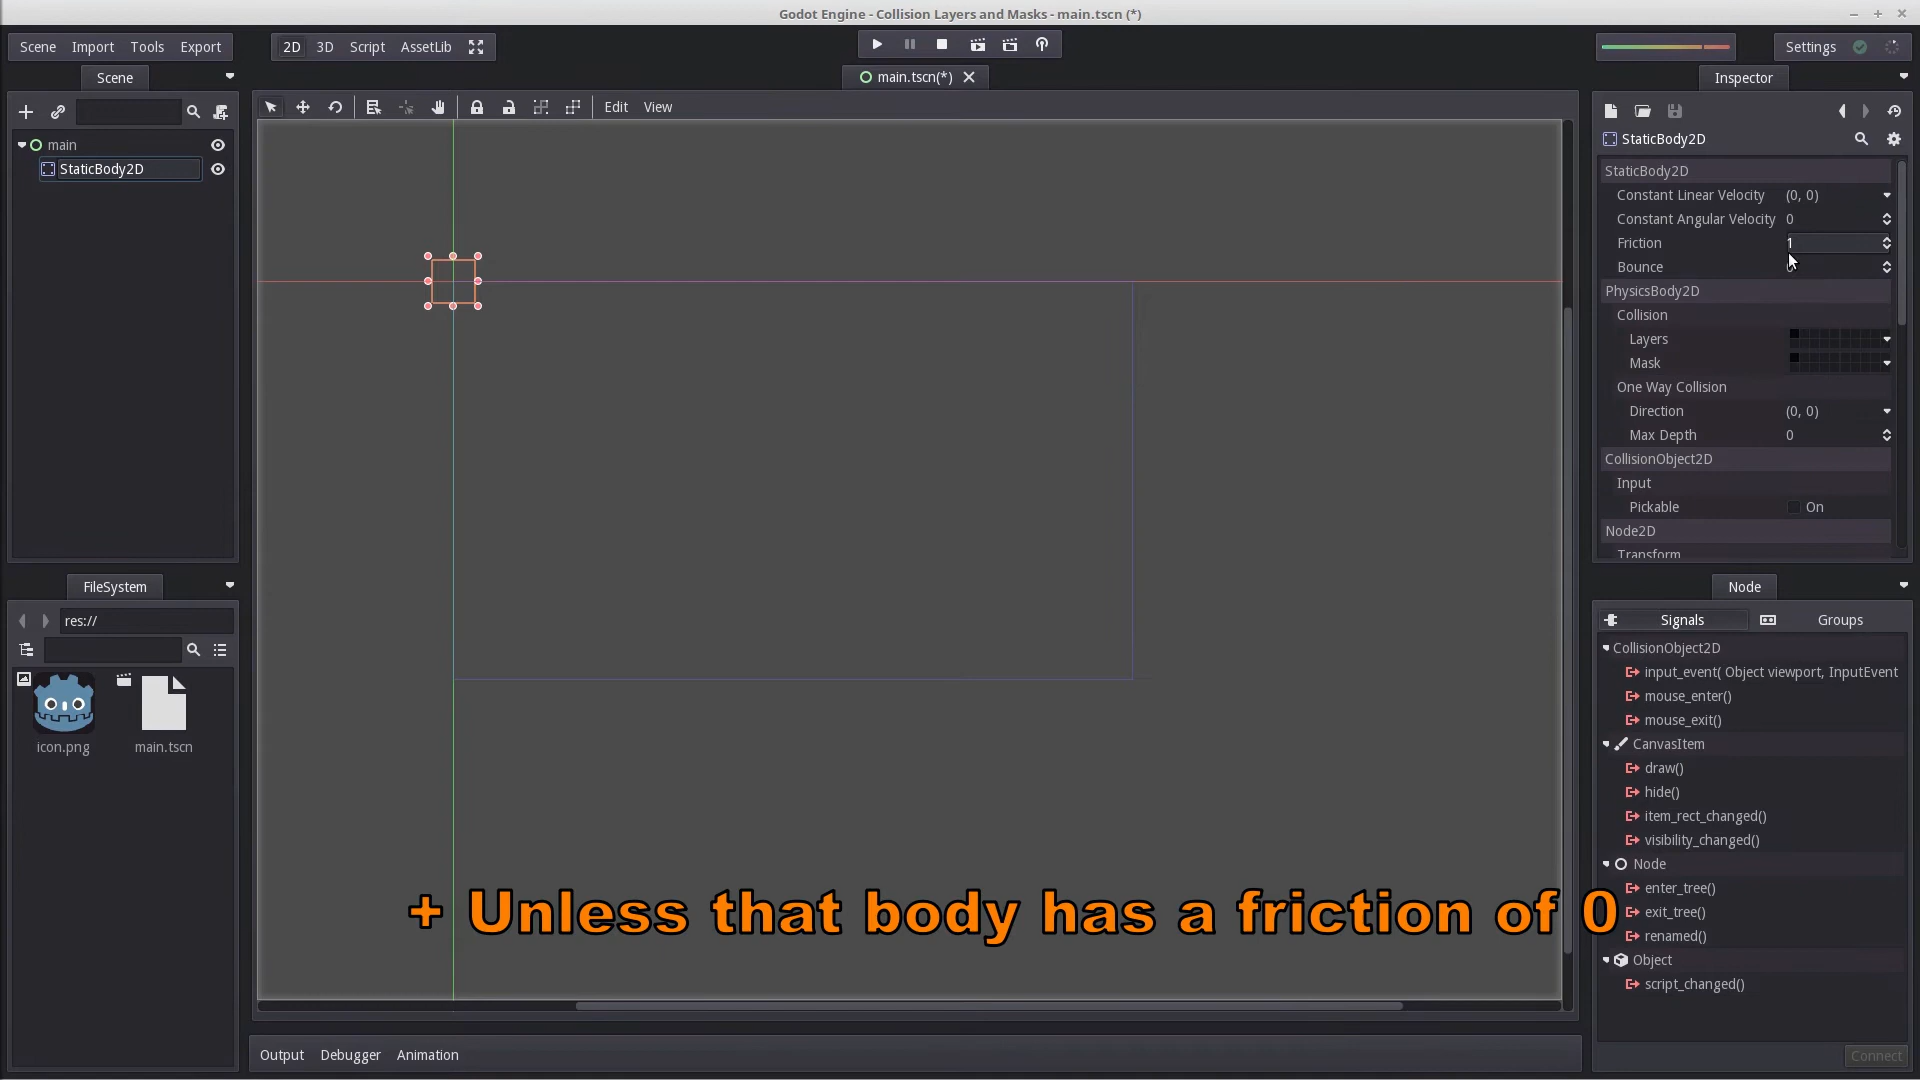 Godot Engine - Collision Layers and Masks - main.tscn (*)
Scene Import Tools Export
2D 3D Script AssetLib
Settings
Scene
main.tscn(*)
Inspector
Edit View
main
StaticBody2D
StaticBody2D
StaticBody2D
Constant Linear Velocity (0, 0)
Constant Angular Velocity 0
Friction 1
Bounce
PhysicsBody2D
Collision
Layers
Mask
One Way Collision
Direction (0, 0)
Max Depth 0
CollisionObject2D
Input
Pickable On
Node2D
Transform
FileSystem
res://
icon.png
main.tscn
Node
Signals Groups
CollisionObject2D
input_event( Object viewport, InputEvent
mouse_enter()
mouse_exit()
CanvasItem
draw()
hide()
item_rect_changed()
visibility_changed()
Node
enter_tree()
exit_tree()
renamed()
Object
script_changed()
Connect
+ Unless that body has a friction of 0
Output Debugger Animation